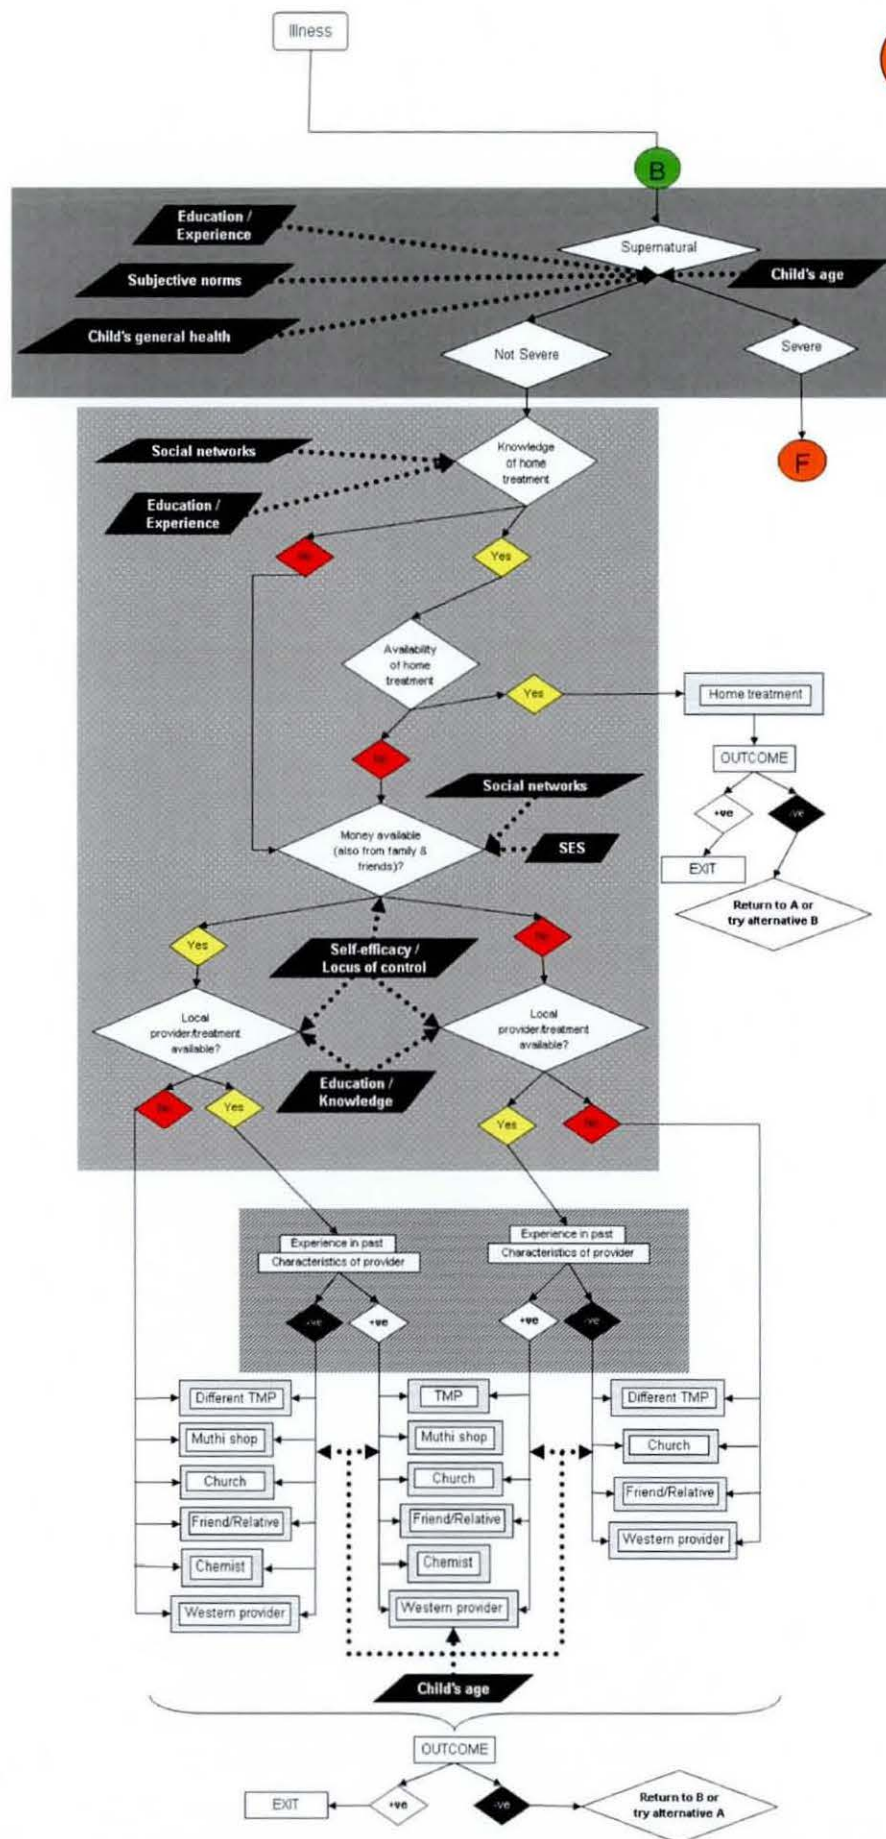 Illness
B
Education /
Experience
Supernatural
Subjective norms
Child's age
Child's general health
Not Severe
Severe
Social networks
Knowledge
of home
treatment
F
Education /
Experience
No
Yes
Availability
of home
treatment
Yes
Home treatment
No
OUTCOME
Social networks
+ve
-ve
Money available
(also from family &
friends)?
SES
EXIT
Return to A or
try alternative B
Yes
No
Self-efficacy /
Locus of control
Local
provider/treatment
available?
Local
provider/treatment
available?
Education /
Knowledge
No
Yes
Yes
No
Experience in past
Characteristics of provider
Experience in past
Characteristics of provider
-ve
+ve
+ve
-ve
Different TMP
TMP
Different TMP
Muthi shop
Muthi shop
Church
Church
Church
Friend/Relative
Friend/Relative
Friend/Relative
Chemist
Chemist
Western provider
Western provider
Western provider
Child's age
OUTCOME
EXIT
+ve
-ve
Return to B or
try alternative A